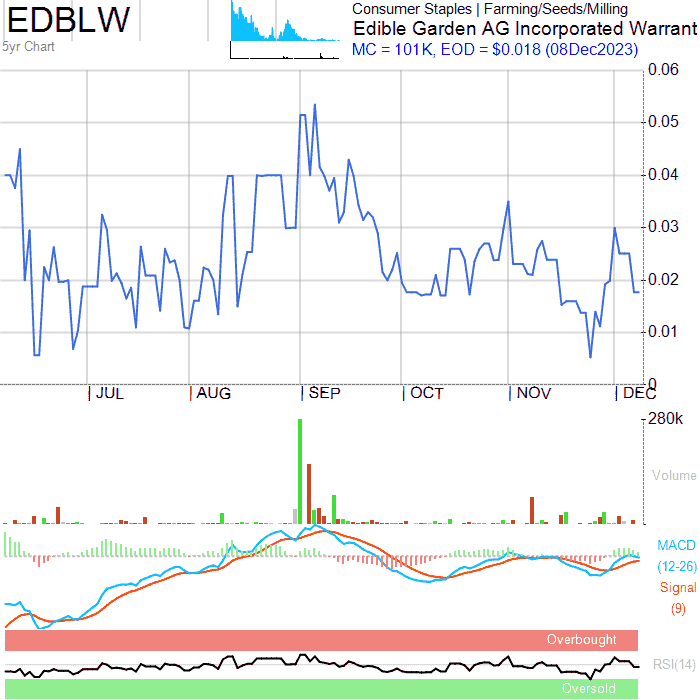 EDBLW
5yr Chart
Consumer Staples | Farming/Seeds/Milling
Edible Garden AG Incorporated Warrant
MC = 101K, EOD = $0.018 (08Dec2023)
0.06
0.05
0.04
0.03
0.02
0.01
0
JUL AUG SEP OCT NOV DEC
280k
Volume
MACD
(12-26)
Signal
(9)
Overbought
RSI(14)
Oversold